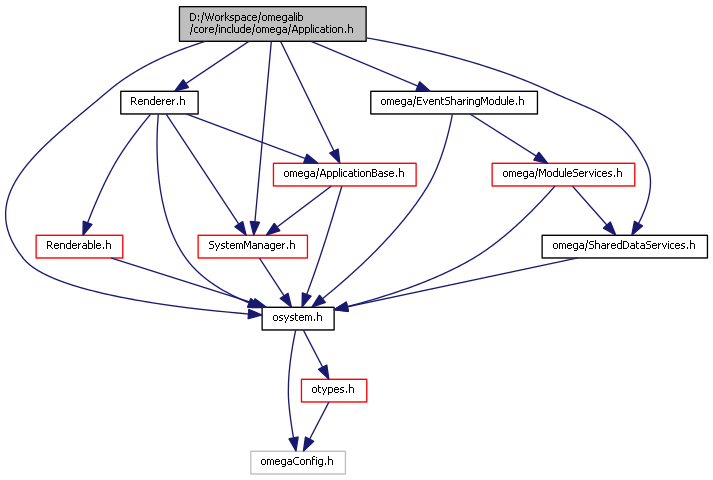 D:/Workspace/omegalib
/core/include/omega/Application.h
Renderer.h
omega/EventSharingModule.h
omega/ApplicationBase.h
omega/ModuleServices.h
Renderable.h
SystemManager.h
omega/SharedDataServices.h
osystem.h
otypes.h
omegaConfig.h